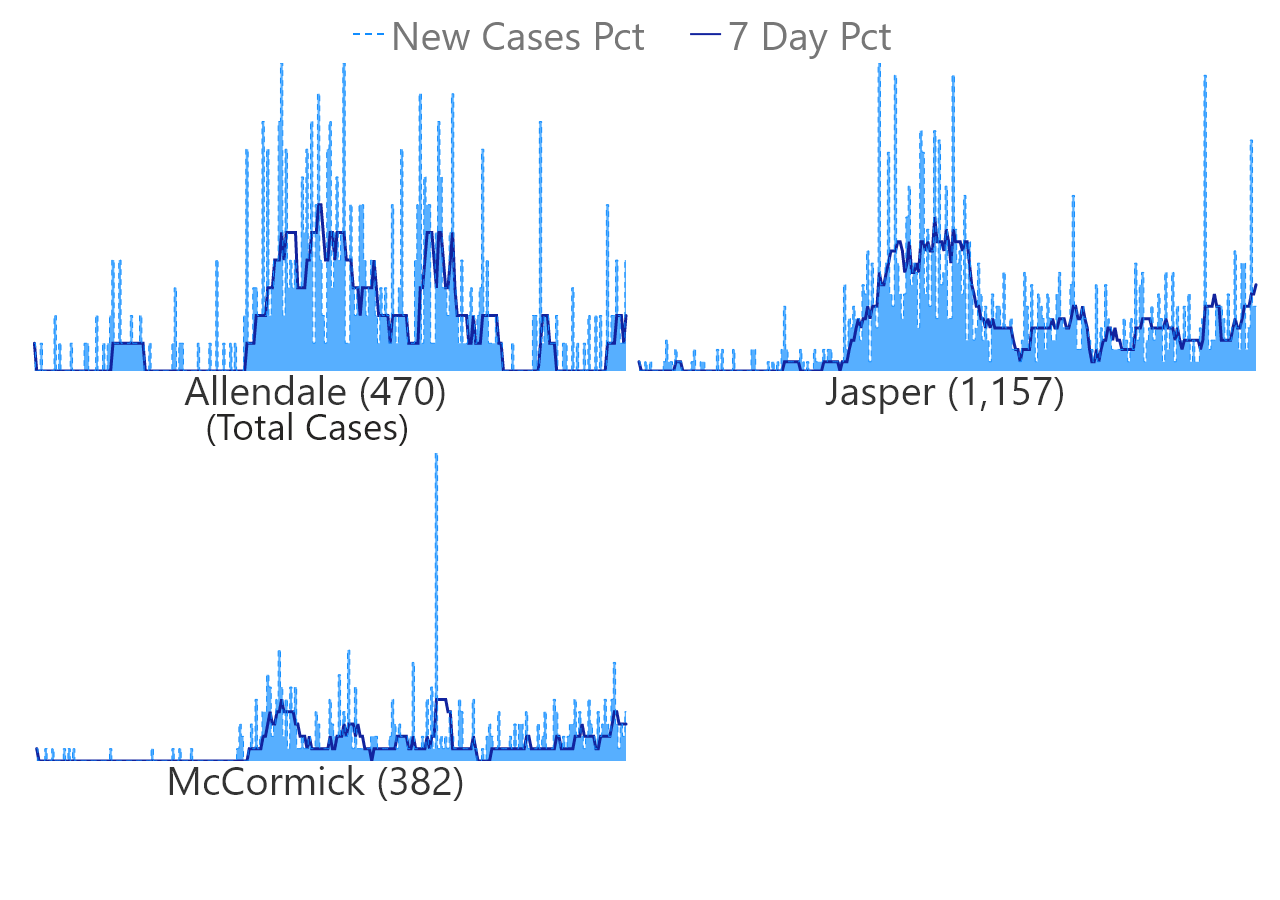 New Cases Pct 7 Day Pct
Allendale (470) Jasper (1,157)
(Total Cases)
McCormick (382)